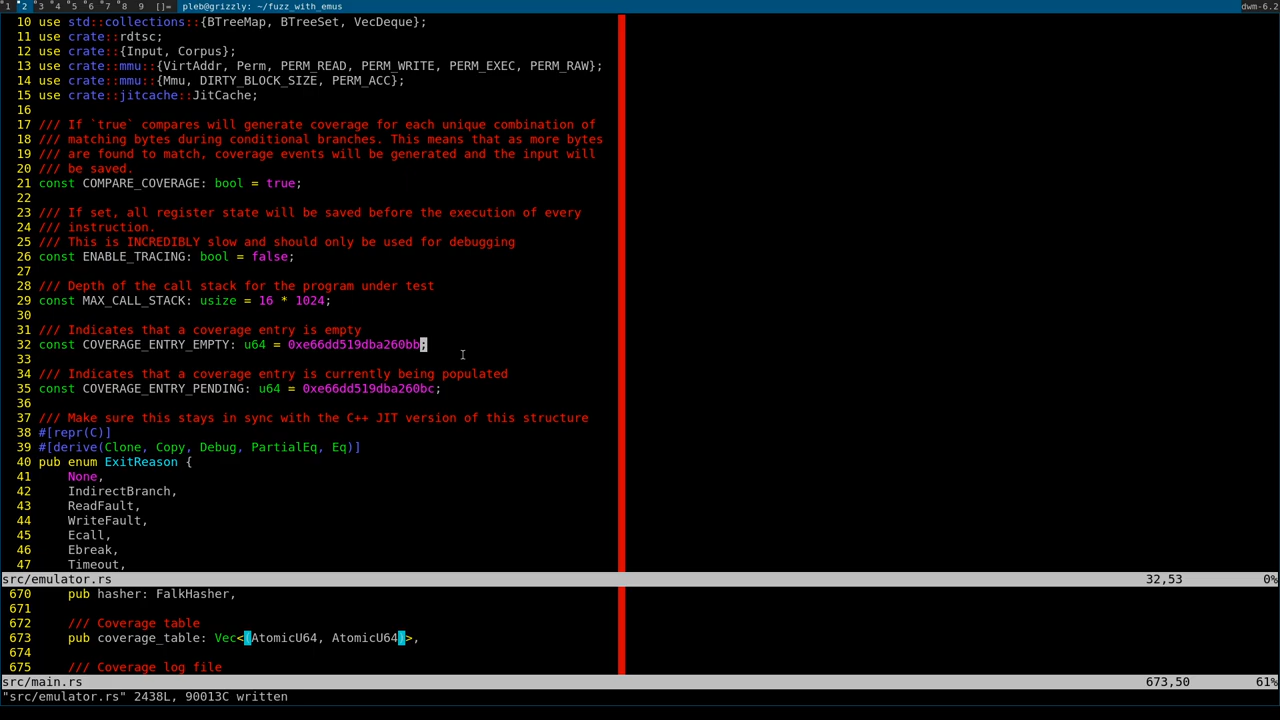 1 2 3 4 5 6 7 8 9 []= pleb@grizzly: ~/fuzz_with_emus dwm-6.2
10 use std::collections::{BTreeMap, BTreeSet, VecDeque};
11 use crate::rdtsc;
12 use crate::{Input, Corpus};
13 use crate::mmu::{VirtAddr, Perm, PERM_READ, PERM_WRITE, PERM_EXEC, PERM_RAW};
14 use crate::mmu::{Mmu, DIRTY_BLOCK_SIZE, PERM_ACC};
15 use crate::jitcache::JitCache;
16
17 /// If `true` compares will generate coverage for each unique combination of
18 /// matching bytes during conditional branches. This means that as more bytes
19 /// are found to match, coverage events will be generated and the input will
20 /// be saved.
21 const COMPARE_COVERAGE: bool = true;
22
23 /// If set, all register state will be saved before the execution of every
24 /// instruction.
25 /// This is INCREDIBLY slow and should only be used for debugging
26 const ENABLE_TRACING: bool = false;
27
28 /// Depth of the call stack for the program under test
29 const MAX_CALL_STACK: usize = 16 * 1024;
30
31 /// Indicates that a coverage entry is empty
32 const COVERAGE_ENTRY_EMPTY: u64 = 0xe66dd519dba260bb;
33
34 /// Indicates that a coverage entry is currently being populated
35 const COVERAGE_ENTRY_PENDING: u64 = 0xe66dd519dba260bc;
36
37 /// Make sure this stays in sync with the C++ JIT version of this structure
38 #[repr(C)]
39 #[derive(Clone, Copy, Debug, PartialEq, Eq)]
40 pub enum ExitReason {
41     None,
42     IndirectBranch,
43     ReadFault,
44     WriteFault,
45     Ecall,
46     Ebreak,
47     Timeout,
src/emulator.rs 32,53 0%
670     pub hasher: FalkHasher,
671
672     /// Coverage table
673     pub coverage_table: Vec<(AtomicU64, AtomicU64)>,
674
675     /// Coverage log file
src/main.rs 673,50 61%
"src/emulator.rs" 2438L, 90013C written